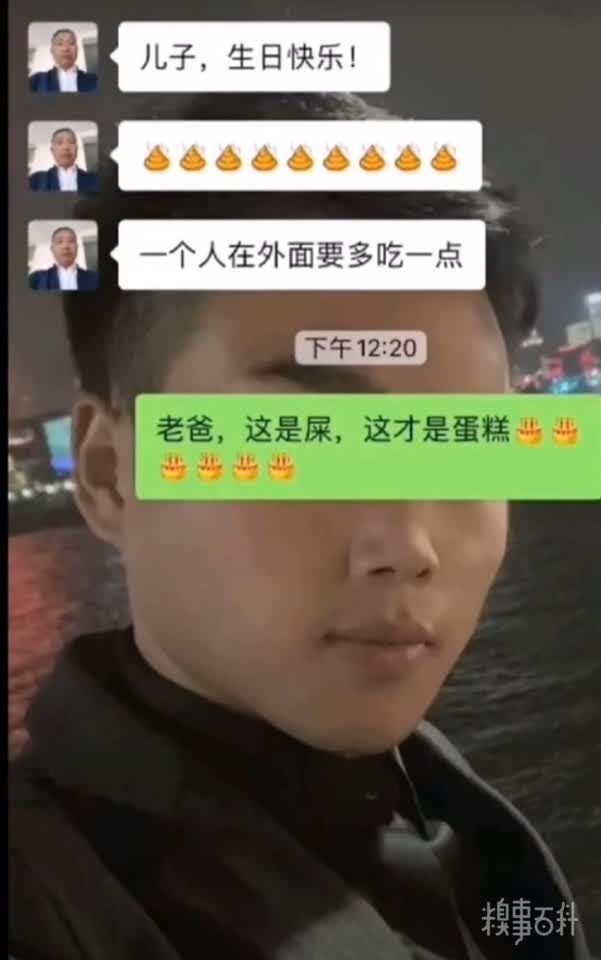 儿子，生日快乐！
💩💩💩💩💩💩💩💩💩
一个人在外面要多吃一点
下午12:20
老爸，这是屎，这才是蛋糕🎂🎂
🎂🎂🎂🎂
糗事百科